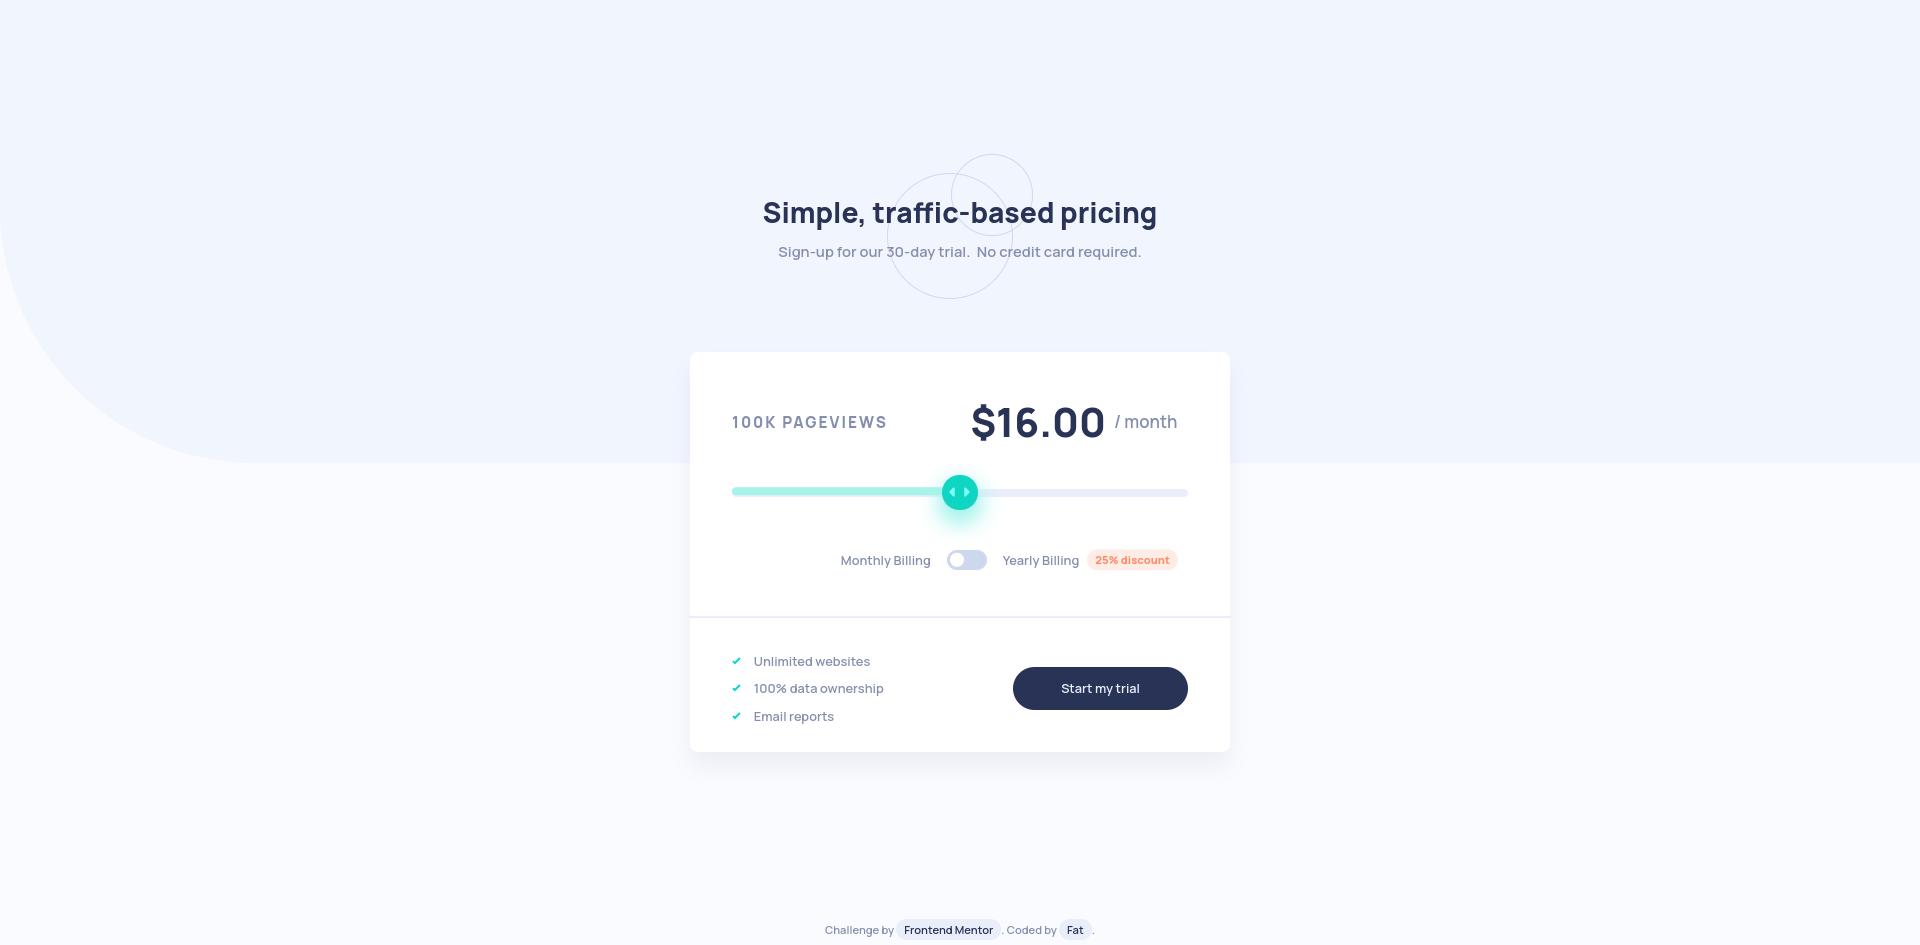 Simple, traffic-based pricing
Sign-up for our 30-day trial. No credit card required.
100K PAGEVIEWS
$16.00 / month
Monthly Billing
Yearly Billing 25% discount
Unlimited websites
100% data ownership
Email reports
Start my trial
Challenge by Frontend Mentor. Coded by Fat.